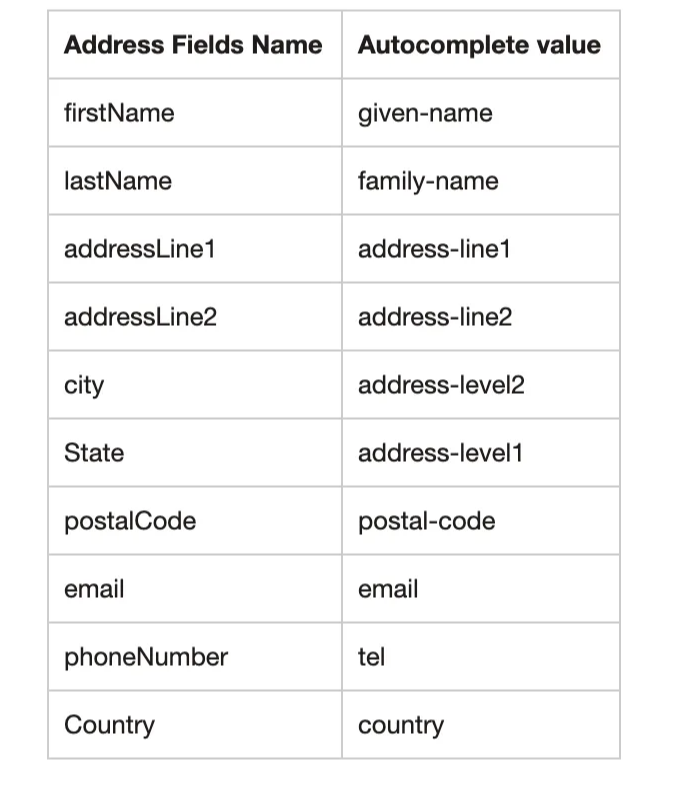 Address Fields Name Autocomplete value
firstName given-name
lastName family-name
addressLine1 address-line1
addressLine2 address-line2
city address-level2
State address-level1
postalCode postal-code
email email
phoneNumber tel
Country country